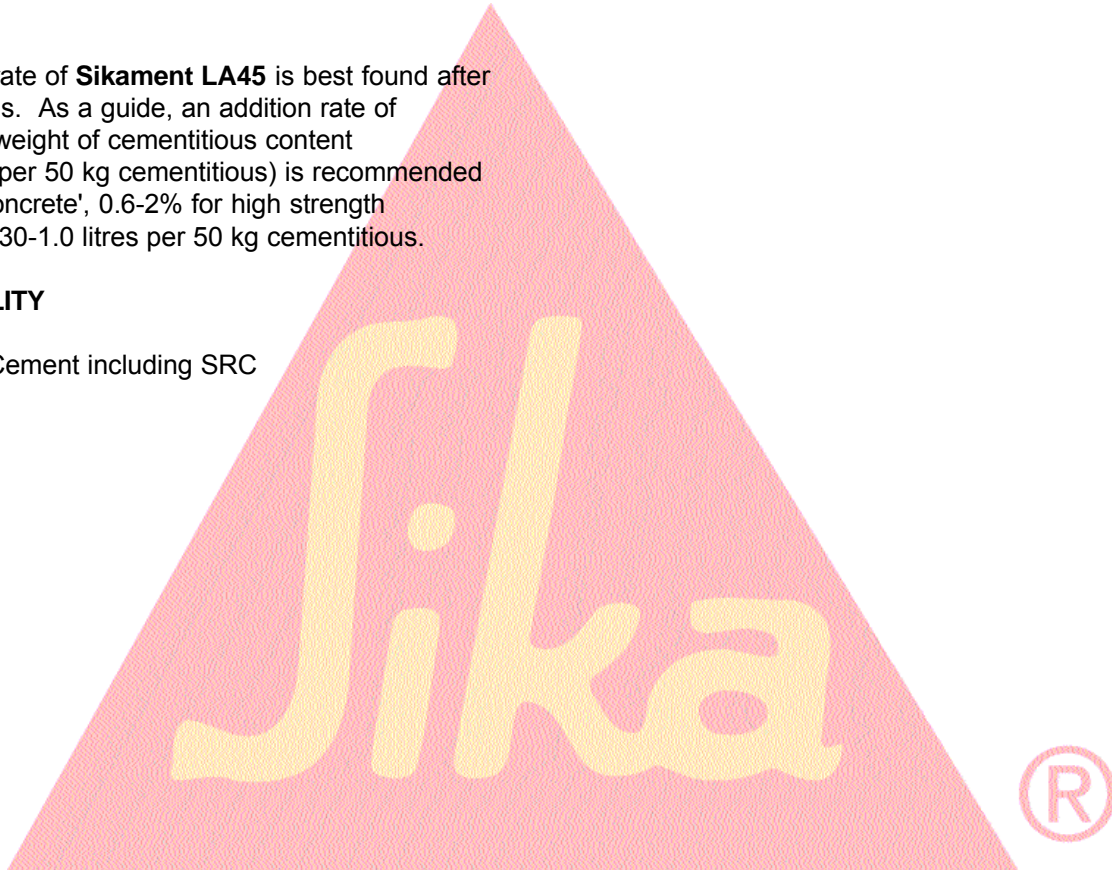 rate of Sikament LA45 is best found after
s. As a guide, an addition rate of
weight of cementitious content
per 50 kg cementitious) is recommended
oncrete', 0.6-2% for high strength
30-1.0 litres per 50 kg cementitious.
LITY
Cement including SRC
Sika
®